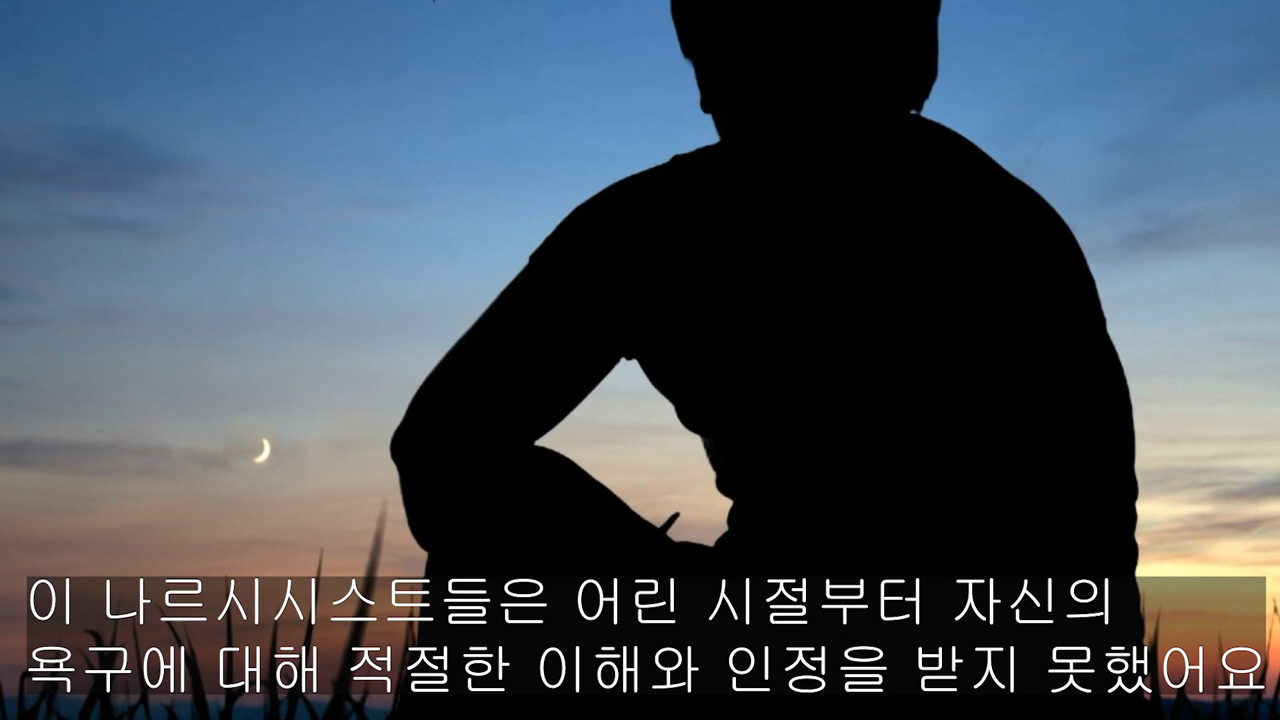 이 나르시시스트들은 어린 시절부터 자신의
욕구에 대해 적절한 이해와 인정을 받지 못했어요